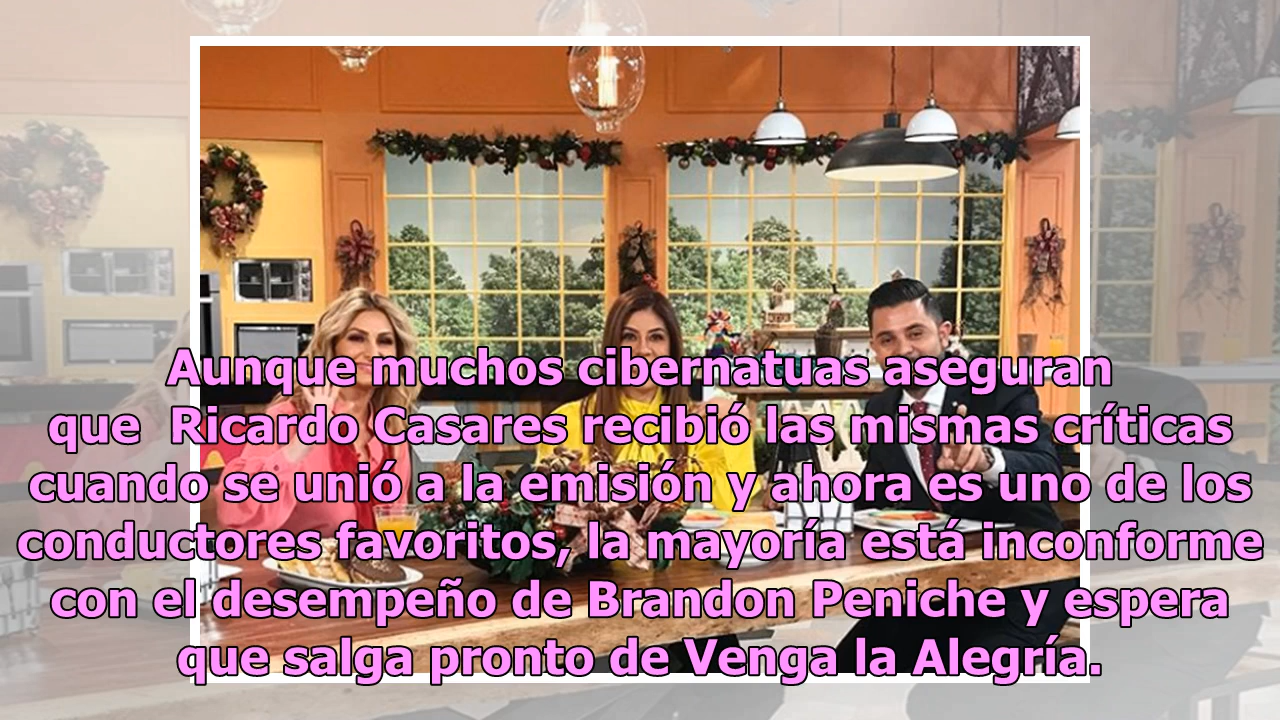 Aunque muchos cibernatuas aseguran
que  Ricardo Casares recibió las mismas críticas
cuando se unió a la emisión y ahora es uno de los
conductores favoritos, la mayoría está inconforme
con el desempeño de Brandon Peniche y espera
que salga pronto de Venga la Alegría.